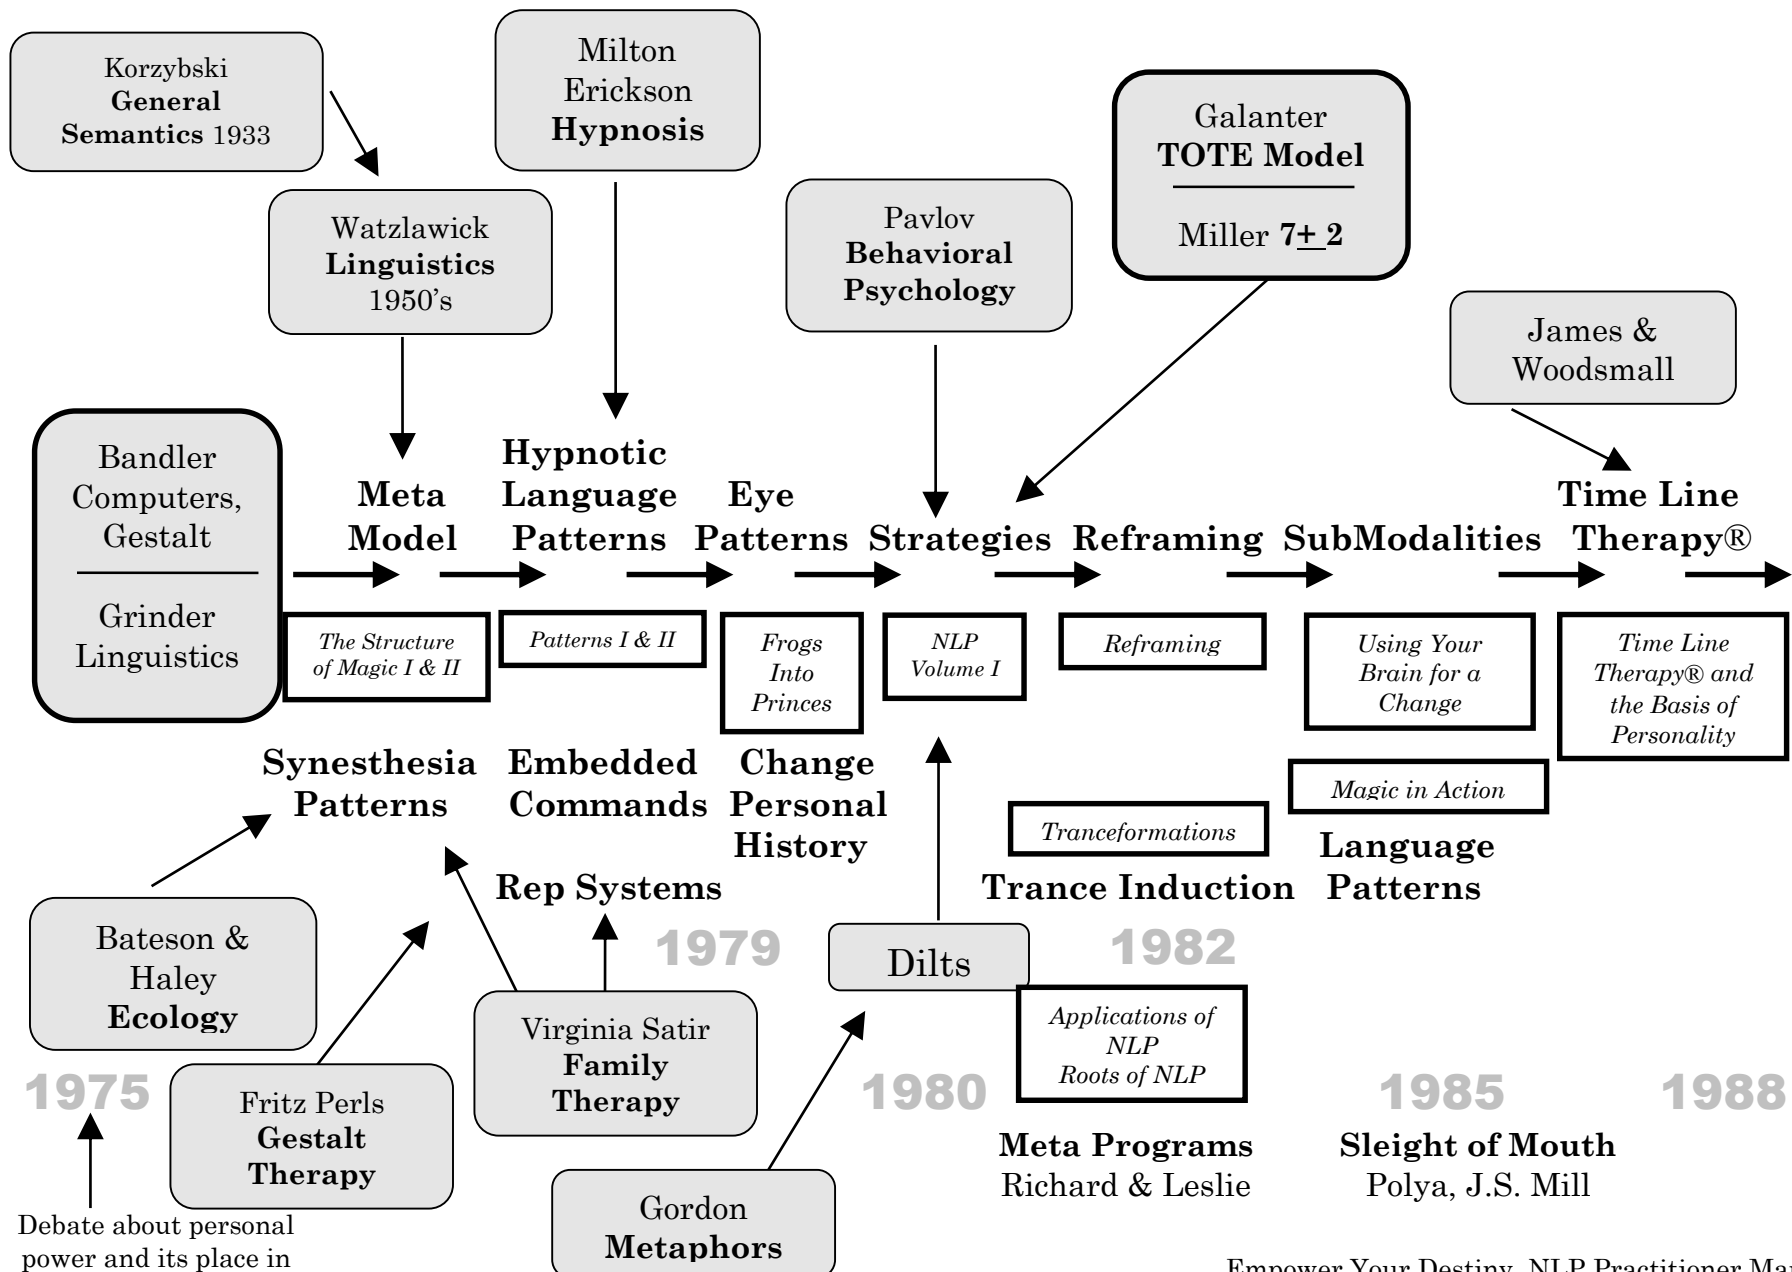 Korzybski
General
Semantics 1933
Milton
Erickson
Hypnosis
Galanter
TOTE Model
Miller 7+ 2
Watzlawick
Linguistics
1950's
Pavlov
Behavioral
Psychology
James &
Woodsmall
Bandler
Computers,
Gestalt
Grinder
Linguistics
Meta
Model
Hypnotic
Language
Patterns
Eye
Patterns
Strategies
Reframing
SubModalities
Time Line
Therapy®
The Structure
of Magic I & II
Patterns I & II
Frogs
Into
Princes
NLP
Volume I
Reframing
Using Your
Brain for a
Change
Time Line
Therapy® and
the Basis of
Personality
Synesthesia
Patterns
Embedded
Commands
Change
Personal
History
Magic in Action
Tranceformations
Language
Patterns
Rep Systems
Trance Induction
Bateson &
Haley
Ecology
1979
Dilts
1982
Virginia Satir
Family
Therapy
Applications of
NLP
Roots of NLP
1975
Fritz Perls
Gestalt
Therapy
1980
1985
1988
Meta Programs
Richard & Leslie
Sleight of Mouth
Polya, J.S. Mill
Gordon
Metaphors
Debate about personal
power and its place in
Empower Your Destiny, NLP Practitioner Ma